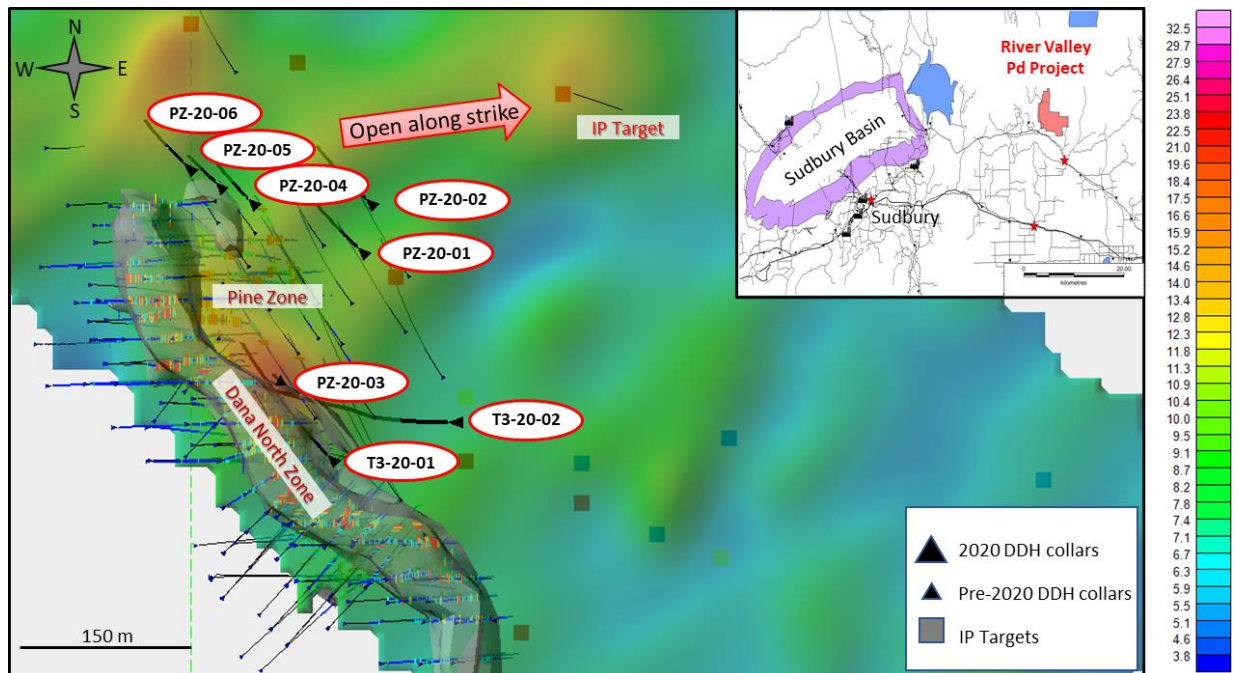 N
W
E
S
PZ-20-06
PZ-20-05
PZ-20-04
PZ-20-02
PZ-20-01
Open along strike
IP Target
Pine Zone
PZ-20-03
T3-20-02
Dana North Zone
T3-20-01
150 m
River Valley
Pd Project
Sudbury Basin
Sudbury
0.00
20.00
kilometres
2020 DDH collars
Pre-2020 DDH collars
IP Targets
32.5
29.7
27.9
26.4
25.1
23.8
22.5
21.0
19.6
18.4
17.5
16.6
15.9
15.2
14.6
14.0
13.4
12.8
12.3
11.8
11.3
10.9
10.4
10.0
9.5
9.1
8.7
8.2
7.8
7.4
7.1
6.7
6.3
5.9
5.5
5.1
4.6
3.8